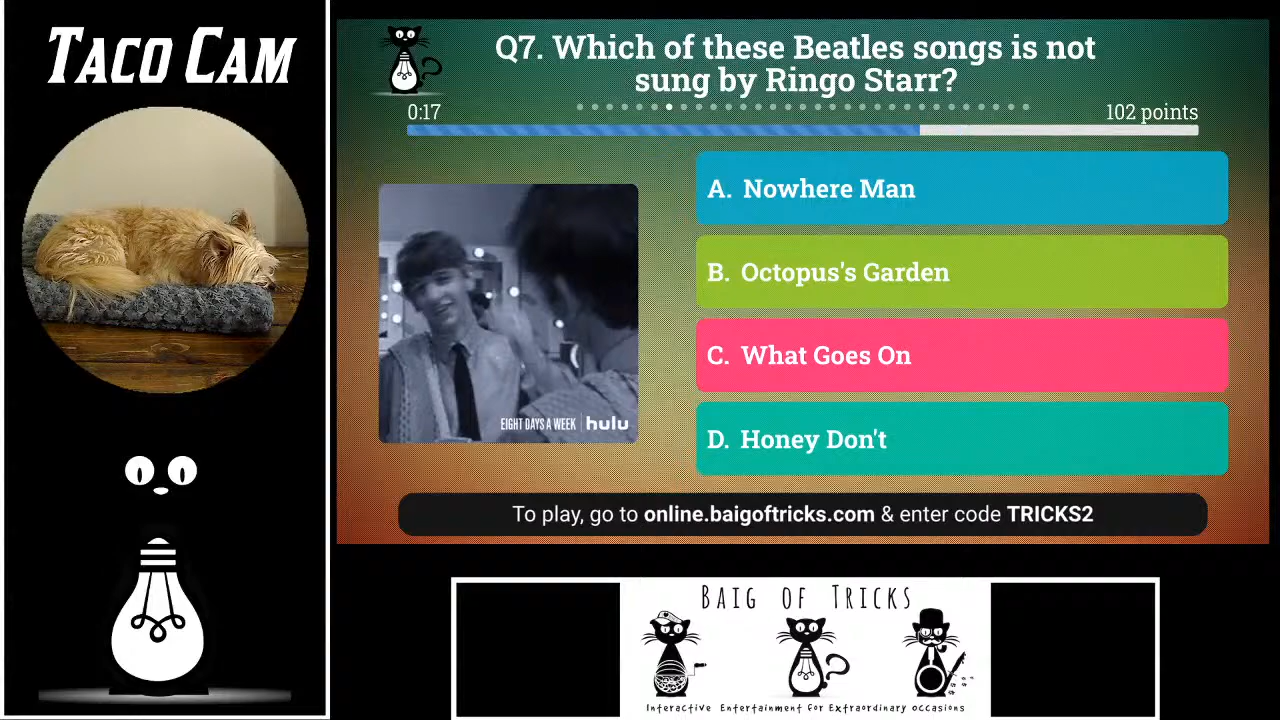 TACO CAM
Q7. Which of these Beatles songs is not
sung by Ringo Starr?
0:17
102 points
A. Nowhere Man
B. Octopus's Garden
C. What Goes On
D. Honey Don't
EIGHT DAYS A WEEK | hulu
To play, go to online.baigoftricks.com & enter code TRICKS2
BAIG OF TRICKS
Interactive Entertainment for Extraordinary occasions